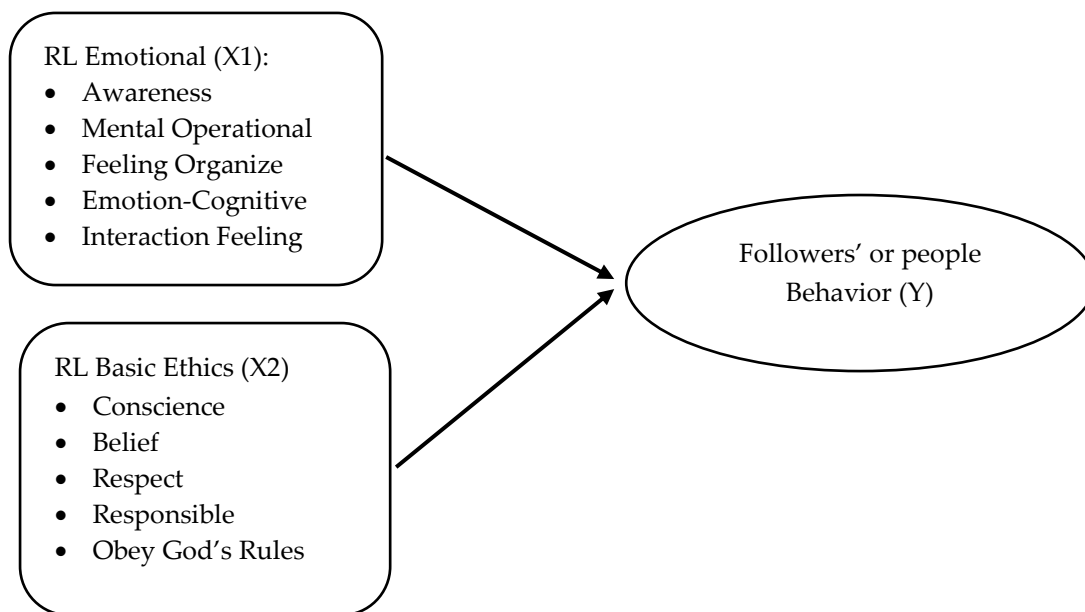 RL Emotional (X1):
• Awareness
• Mental Operational
• Feeling Organize
• Emotion-Cognitive
• Interaction Feeling
Followers’ or people
Behavior (Y)
RL Basic Ethics (X2)
• Conscience
• Belief
• Respect
• Responsible
• Obey God’s Rules